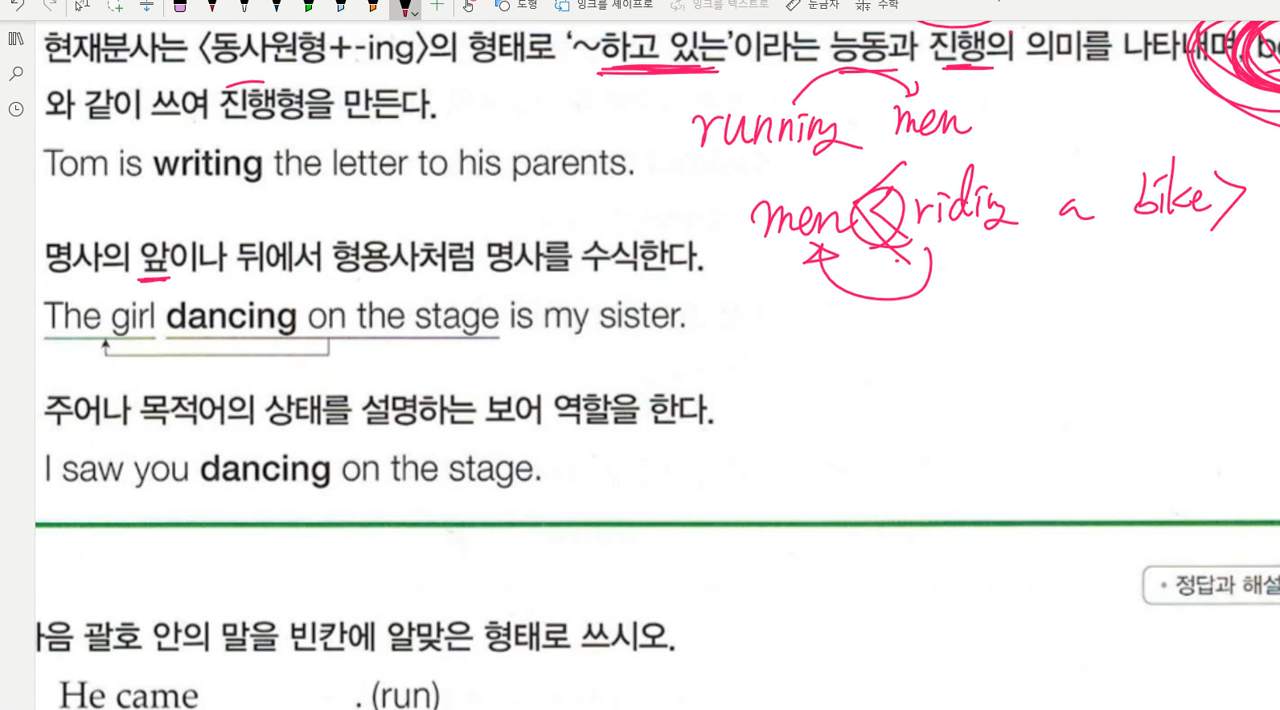 도형 잉크를 셰이프로 잉크를 텍스트로 눈금자 수학
현재분사는 〈동사원형+-ing〉의 형태로 ‘~하고 있는’이라는 능동과 진행의 의미를 나타내며, be
와 같이 쓰여 진행형을 만든다.
running men
Tom is writing the letter to his parents.
men < riding a bike>
명사의 앞이나 뒤에서 형용사처럼 명사를 수식한다.
The girl dancing on the stage is my sister.
주어나 목적어의 상태를 설명하는 보어 역할을 한다.
I saw you dancing on the stage.
• 정답과 해설
다음 괄호 안의 말을 빈칸에 알맞은 형태로 쓰시오.
He came . (run)